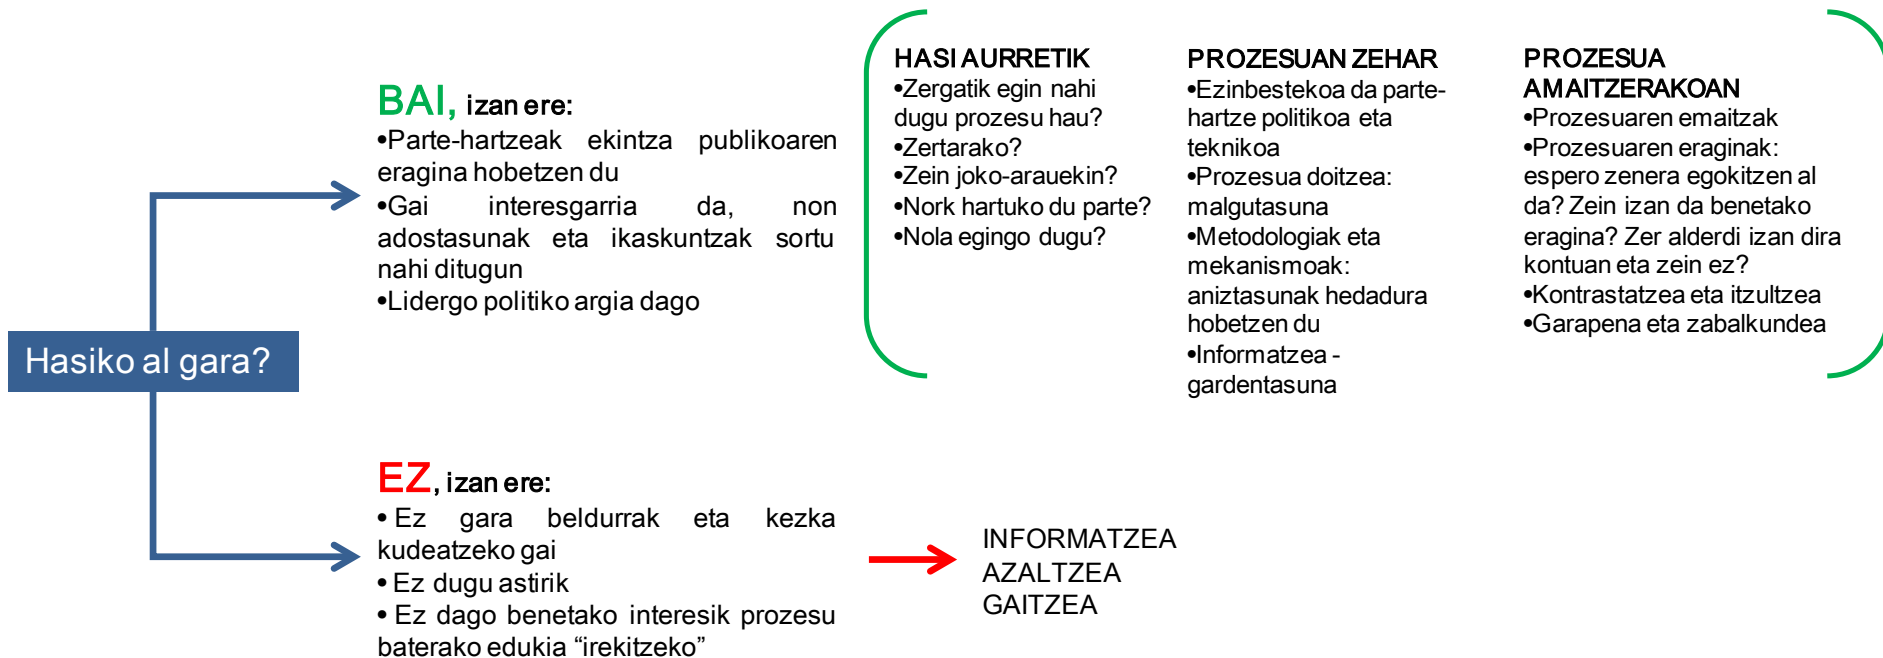 Hasiko al gara?
BAI, izan ere:
•Parte-hartzeak ekintza publikoaren
eragina hobetzen du
•Gai interesgarria da, non
adostasunak eta ikaskuntzak sortu
nahi ditugun
•Lidergo politiko argia dago
HASI AURRETIK
•Zergatik egin nahi
dugu prozesu hau?
•Zertarako?
•Zein joko-arauekin?
•Nork hartuko du parte?
•Nola egingo dugu?
PROZESUAN ZEHAR
•Ezinbestekoa da parte-
hartze politikoa eta
teknikoa
•Prozesua doitzea:
malgutasuna
•Metodologiak eta
mekanismoak:
aniztasunak hedadura
hobetzen du
•Informatzea -
gardentasuna
PROZESUA
AMAITZERAKOAN
•Prozesuaren emaitzak
•Prozesuaren eraginak:
espero zenera egokitzen al
da? Zein izan da benetako
eragina? Zer alderdi izan dira
kontuan eta zein ez?
•Kontrastatzea eta itzultzea
•Garapena eta zabalkundea
EZ, izan ere:
• Ez gara beldurrak eta kezka
kudeatzeko gai
• Ez dugu astirik
• Ez dago benetako interesik prozesu
baterako edukia “irekitzeko”
INFORMATZEA
AZALTZEA
GAITZEA